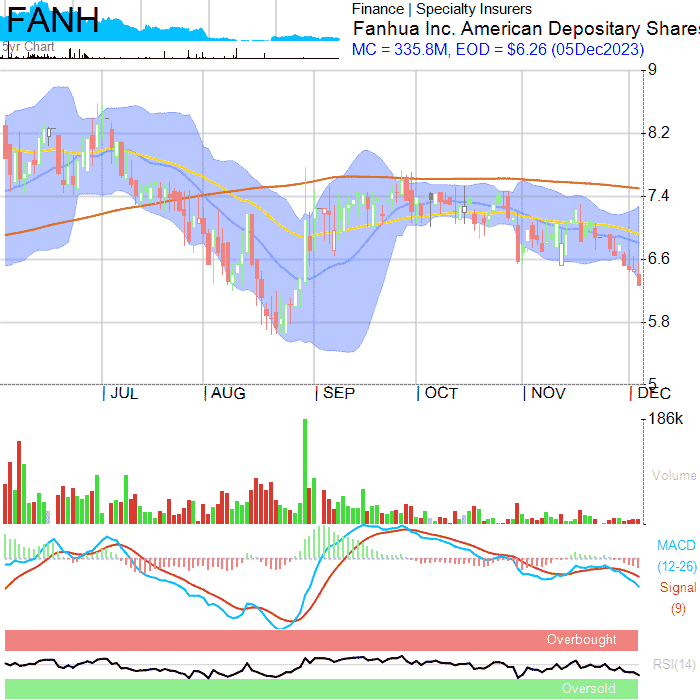 FANH
Finance | Specialty Insurers
Fanhua Inc. American Depositary Shares
MC = 335.8M, EOD = $6.26 (05Dec2023)
5yr Chart
9
8.2
7.4
6.6
5.8
5
JUL
AUG
SEP
OCT
NOV
DEC
186k
Volume
MACD
(12-26)
Signal
(9)
Overbought
RSI(14)
Oversold